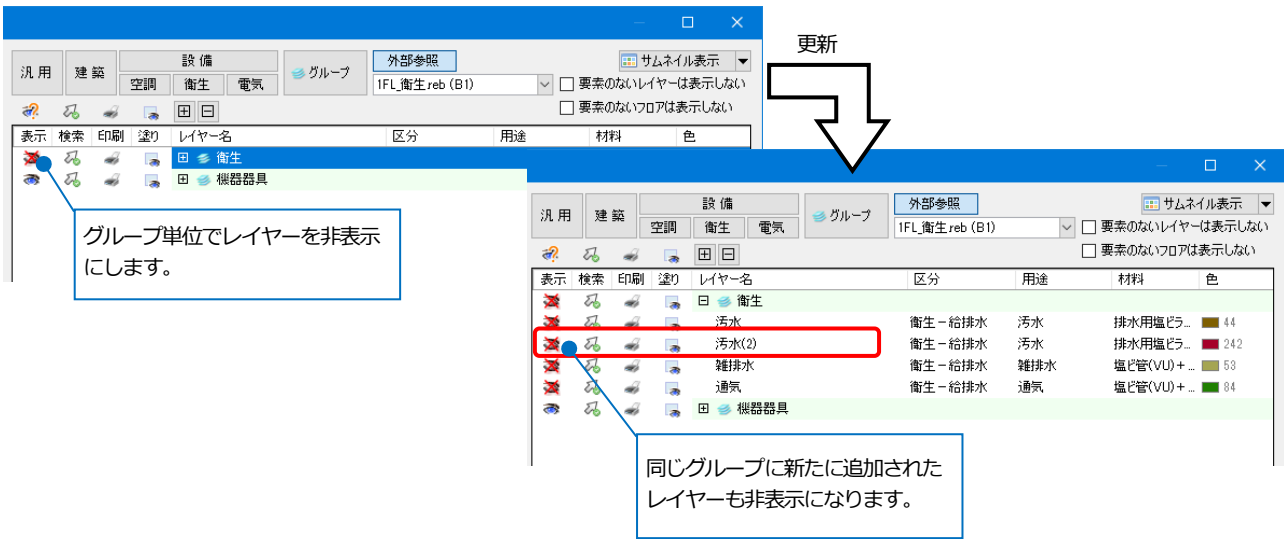 汎用
建築
設備
空調
衛生
電気
グループ
外部参照
サムネイル表示
1FL_衛生.reb (B1)
要素のないレイヤーは表示しない
要素のないフロアは表示しない
表示 検索 印刷 塗り レイヤー名 区分 用途 材料 色
衛生
機器器具
グループ単位でレイヤーを非表示
にします。
更新
汎用
建築
設備
空調
衛生
電気
グループ
外部参照
サムネイル表示
1FL_衛生.reb (B1)
要素のないレイヤーは表示しない
要素のないフロアは表示しない
表示 検索 印刷 塗り レイヤー名 区分 用途 材料 色
衛生
汚水 衛生－給排水 汚水 排水用塩ビラ... 44
汚水(2) 衛生－給排水 汚水 排水用塩ビラ... 242
雑排水 衛生－給排水 雑排水 塩ビ管(VU)+ ... 53
通気 衛生－給排水 通気 塩ビ管(VU)+ ... 84
機器器具
同じグループに新たに追加された
レイヤーも非表示になります。